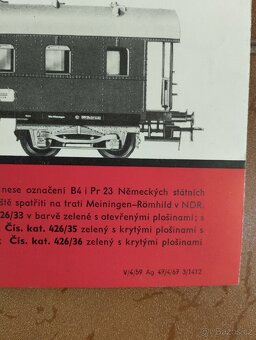 nese označení B4 i Pr 23 Německých státních
ště spatřiti na trati Meiningen-Römhild v NDR.
26/33 v barvě zelené s otevřenými plošinami; s
Čís. kat. 426/35 zelený s krytými plošinami
Čís. kat. 426/36 zelený s krytými plošinami
V/4/59 Ag 49/4/67 3/1412